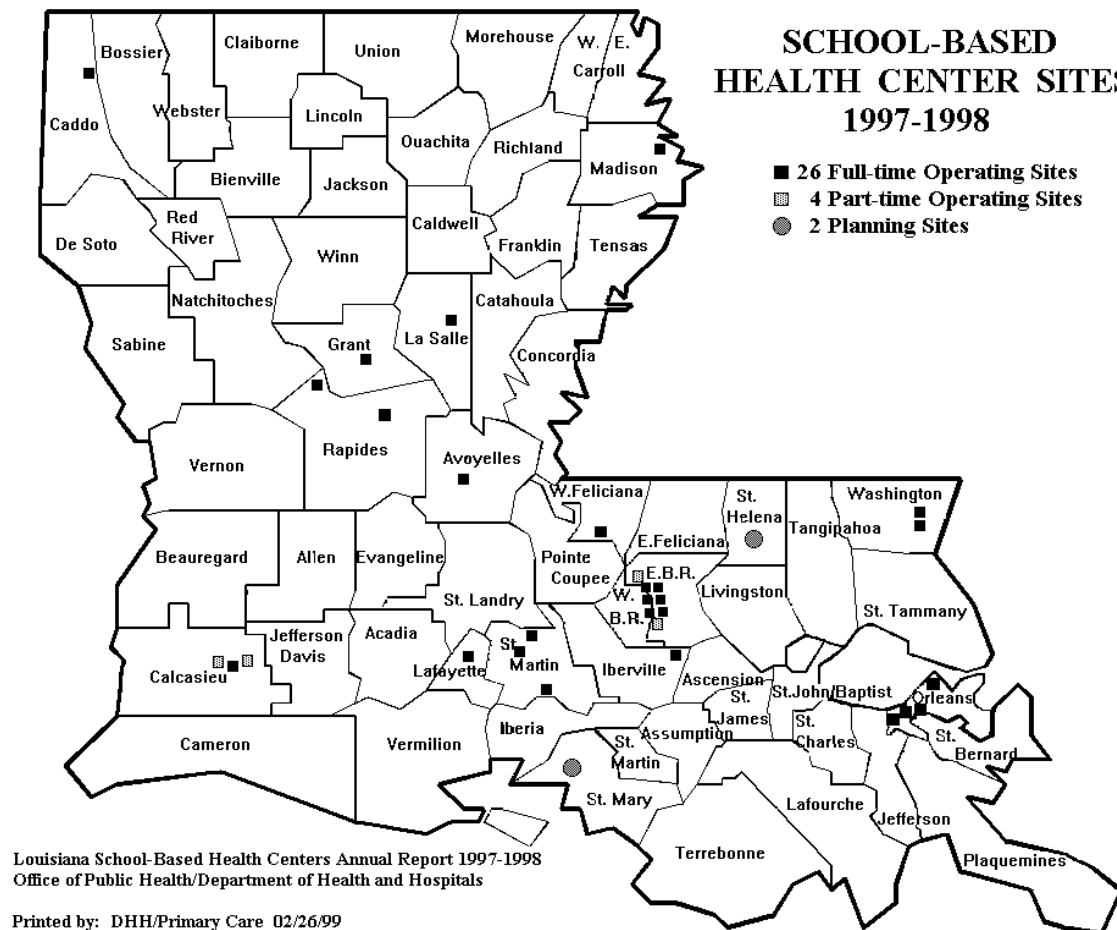 SCHOOL-BASED
HEALTH CENTER SITES
1997-1998
26 Full-time Operating Sites
4 Part-time Operating Sites
2 Planning Sites
Bossier
Claiborne
Union
Morehouse
W.
E.
Carroll
Caddo
Webster
Lincoln
Ouachita
Richland
Madison
Bienville
Jackson
Red
River
De Soto
Winn
Caldwell
Franklin
Tensas
Natchitoches
Catahoula
Sabine
Grant
La Salle
Concordia
Vernon
Rapides
Avoyelles
W.Feliciana
St.
Helena
Washington
Tangipahoa
E.Feliciana
Beauregard
Allen
Evangeline
Pointe
Coupee
E.B.R.
W.
B.R.
Livingston
St. Landry
St. Tammany
Jefferson
Davis
Acadia
Calcasieu
Lafayette
St.
Martin
Iberville
Ascension
St.John/Baptist
Orleans
St.
James
St.
Charles
St.
Bernard
Cameron
Vermilion
Iberia
Assumption
St.
Martin
St. Mary
Lafourche
Jefferson
Terrebonne
Plaquemines
Louisiana School-Based Health Centers Annual Report 1997-1998
Office of Public Health/Department of Health and Hospitals
Printed by: DHH/Primary Care 02/26/99